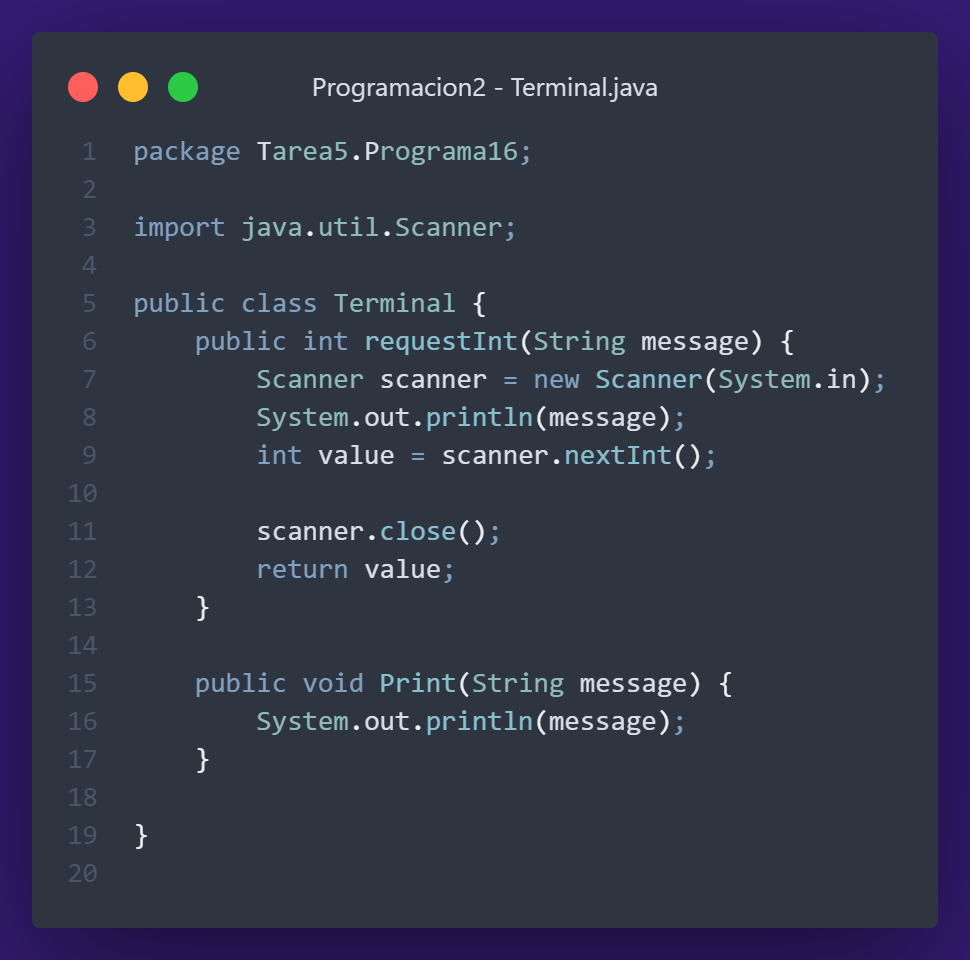 Programacion2 - Terminal.java
1 package Tarea5.Programa16;
2
3 import java.util.Scanner;
4
5 public class Terminal {
6     public int requestInt(String message) {
7         Scanner scanner = new Scanner(System.in);
8         System.out.println(message);
9         int value = scanner.nextInt();
10
11         scanner.close();
12         return value;
13     }
14
15     public void Print(String message) {
16         System.out.println(message);
17     }
18
19 }
20